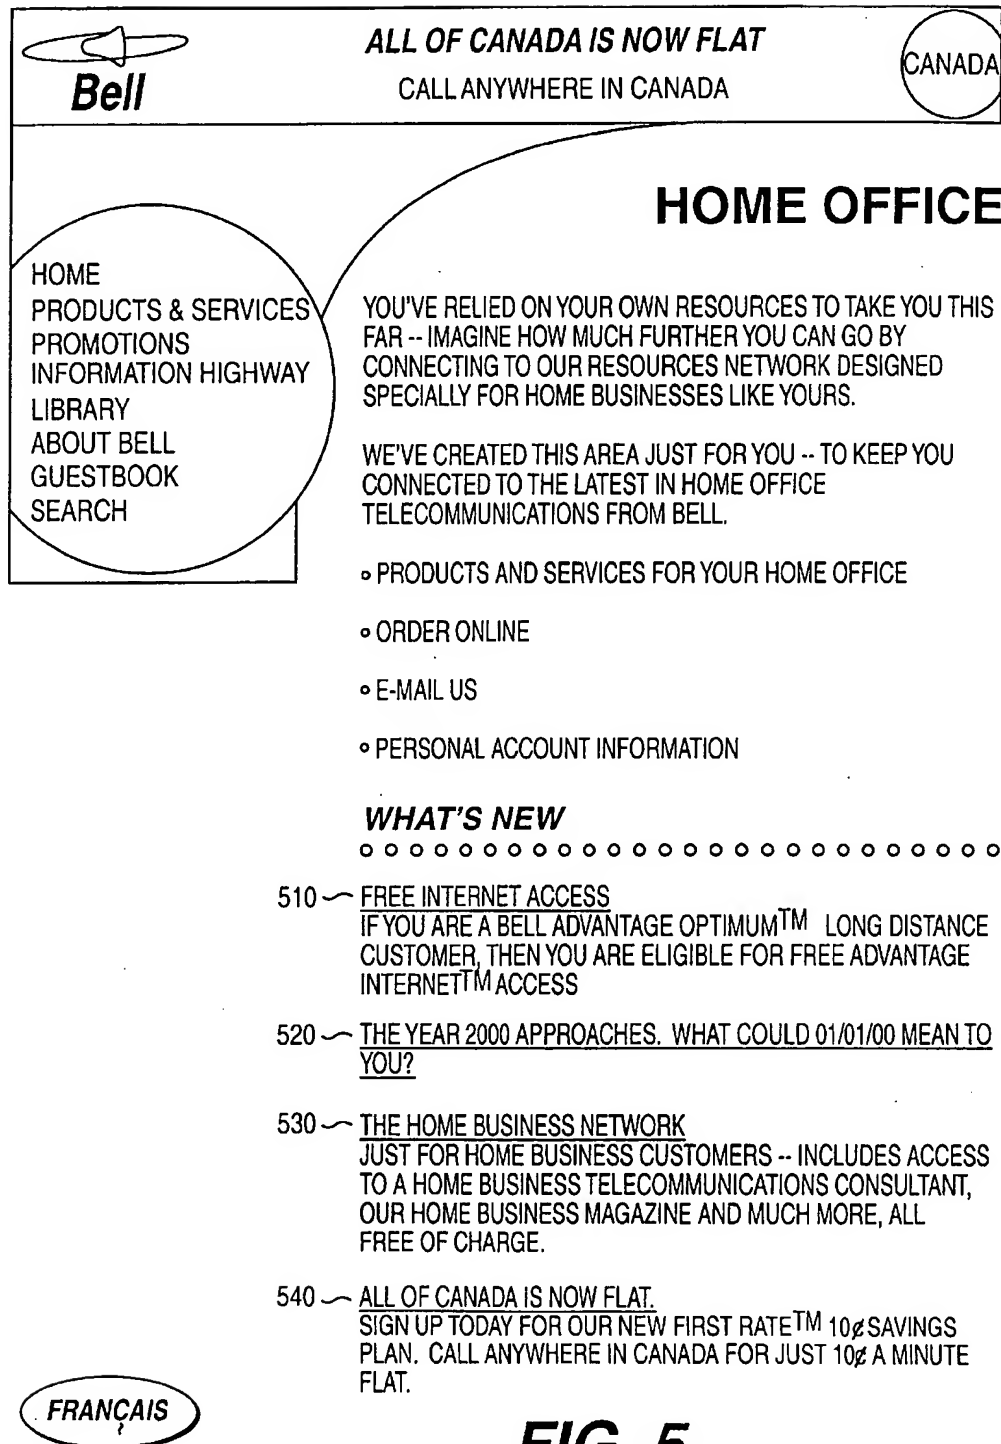 ALL OF CANADA IS NOW FLAT
CALL ANYWHERE IN CANADA
CANADA
Bell
HOME OFFICE
HOME
PRODUCTS & SERVICES
PROMOTIONS
INFORMATION HIGHWAY
LIBRARY
ABOUT BELL
GUESTBOOK
SEARCH
YOU'VE RELIED ON YOUR OWN RESOURCES TO TAKE YOU THIS
FAR -- IMAGINE HOW MUCH FURTHER YOU CAN GO BY
CONNECTING TO OUR RESOURCES NETWORK DESIGNED
SPECIALLY FOR HOME BUSINESSES LIKE YOURS.
WE'VE CREATED THIS AREA JUST FOR YOU -- TO KEEP YOU
CONNECTED TO THE LATEST IN HOME OFFICE
TELECOMMUNICATIONS FROM BELL.
° PRODUCTS AND SERVICES FOR YOUR HOME OFFICE
° ORDER ONLINE
° E-MAIL US
° PERSONAL ACCOUNT INFORMATION
WHAT'S NEW
510 FREE INTERNET ACCESS
IF YOU ARE A BELL ADVANTAGE OPTIMUM™ LONG DISTANCE
CUSTOMER, THEN YOU ARE ELIGIBLE FOR FREE ADVANTAGE
INTERNET™ ACCESS
520 THE YEAR 2000 APPROACHES. WHAT COULD 01/01/00 MEAN TO
YOU?
530 THE HOME BUSINESS NETWORK
JUST FOR HOME BUSINESS CUSTOMERS -- INCLUDES ACCESS
TO A HOME BUSINESS TELECOMMUNICATIONS CONSULTANT,
OUR HOME BUSINESS MAGAZINE AND MUCH MORE, ALL
FREE OF CHARGE.
540 ALL OF CANADA IS NOW FLAT.
SIGN UP TODAY FOR OUR NEW FIRST RATE™ 10¢ SAVINGS
PLAN. CALL ANYWHERE IN CANADA FOR JUST 10¢ A MINUTE
FLAT.
FRANÇAIS
FIG. 5